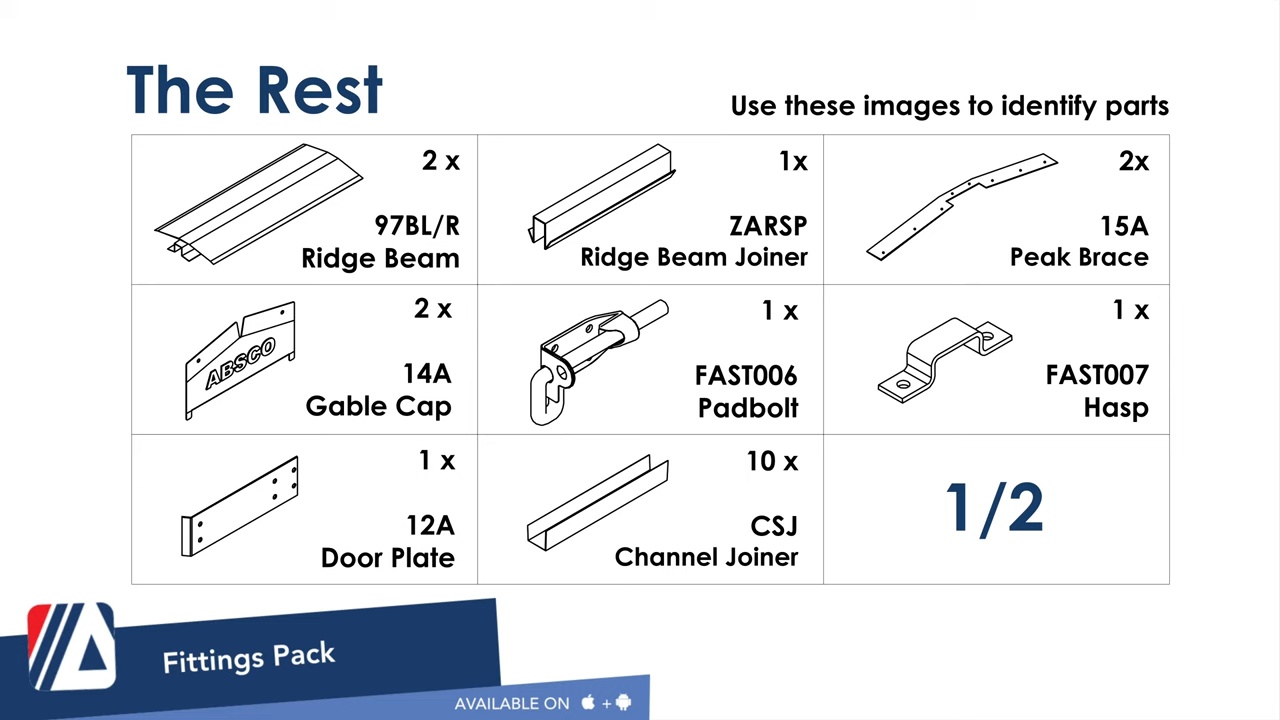 The Rest
Use these images to identify parts
2 x
97BL/R
Ridge Beam
1x
ZARSP
Ridge Beam Joiner
2x
15A
Peak Brace
2 x
ABSCO
14A
Gable Cap
1 x
FAST006
Padbolt
1 x
FAST007
Hasp
1 x
12A
Door Plate
10 x
CSJ
Channel Joiner
1/2
Fittings Pack
AVAILABLE ON +